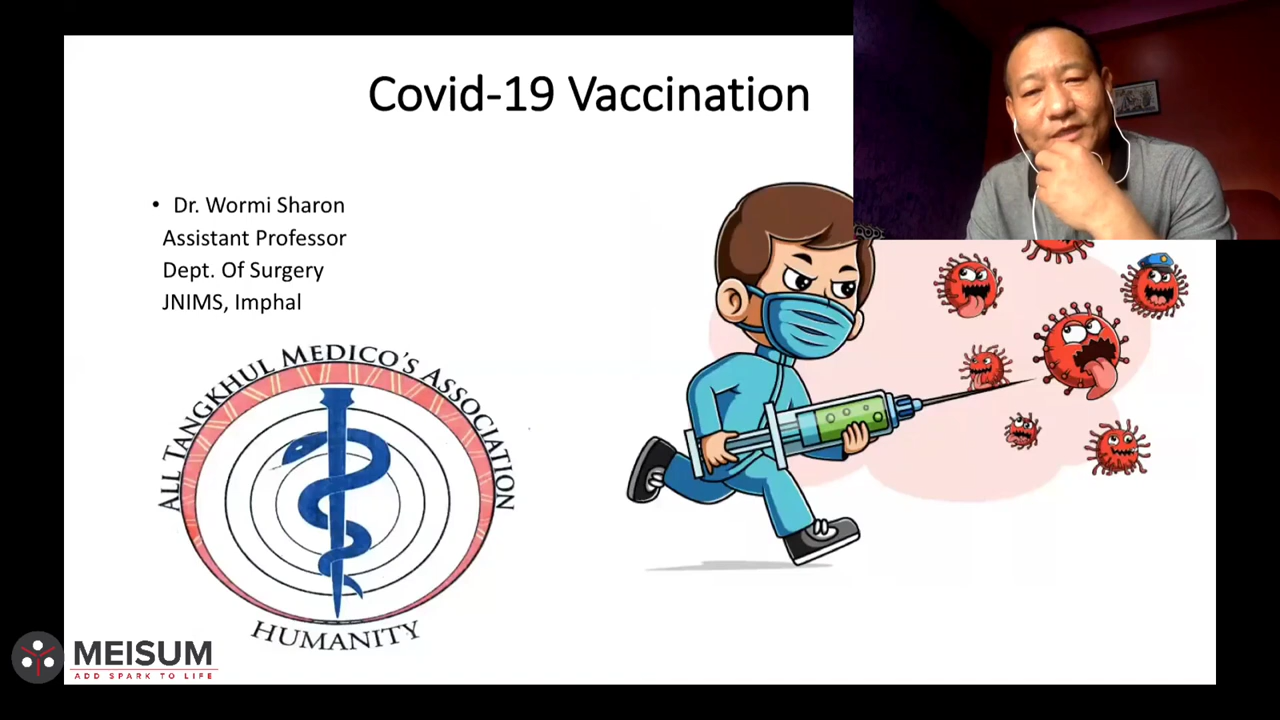 Covid-19 Vaccination
• Dr. Wormi Sharon
Assistant Professor
Dept. Of Surgery
JNIMS, Imphal
ALL TANGKHUL MEDICO'S ASSOCIATION
HUMANITY
MEISUM
ADD SPARK TO LIFE